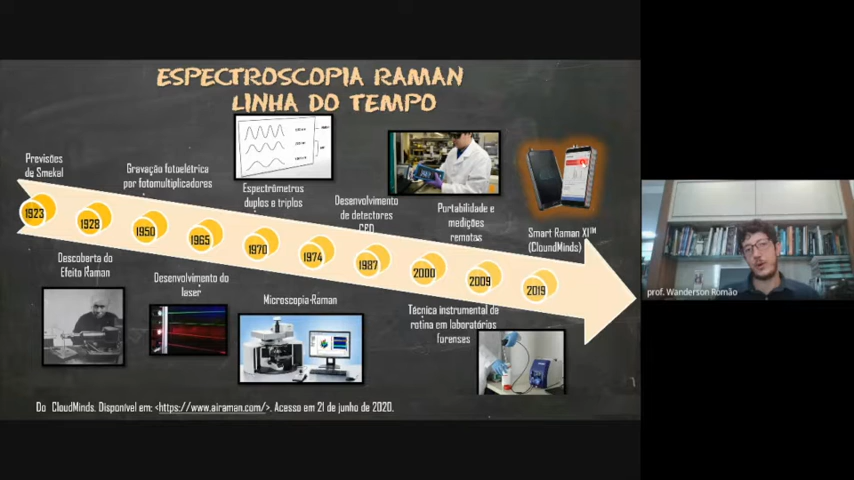 ESPECTROSCOPIA RAMAN
LINHA DO TEMPO
Previsões
de Smekal
Gravação fotoelétrica
por fotomultiplicadores
Espectrômetros
duplos e triplos
Desenvolvimento
de detectores
CCD
Portabilidade e
medições
remotas
Smart Raman XI™
(CloundMinds)
1923
1928
1950
1965
1970
1974
1987
2000
2009
2019
Descoberta do
Efeito Raman
Desenvolvimento do
laser
Microscopia-Raman
Técnica instrumental de
rotina em laboratórios
forenses
Do CloudMinds. Disponível em: <https://www.airaman.com/>. Acesso em 21 de junho de 2020.
prof. Wanderson Romão